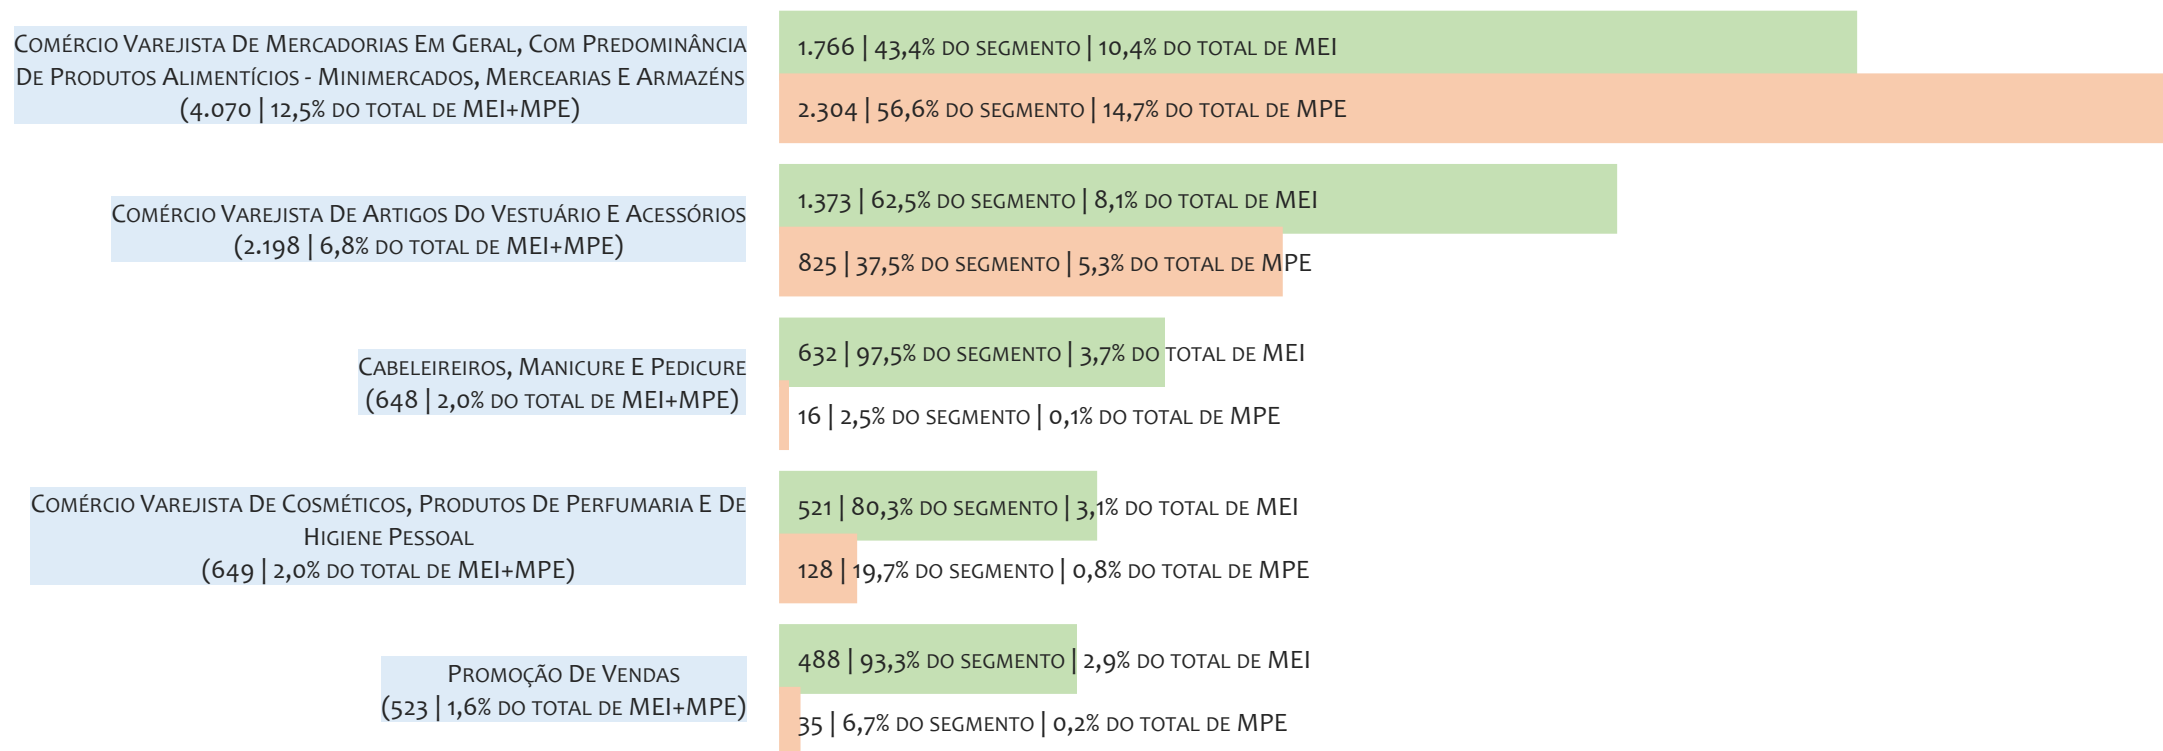 Comércio Varejista De Mercadorias Em Geral, Com Predominância
De Produtos Alimentícios - Minimercados, Mercearias E Armazéns
(4.070 | 12,5% do total de MEI+MPE)
1.766 | 43,4% do segmento | 10,4% do total de MEI
2.304 | 56,6% do segmento | 14,7% do total de MPE
Comércio Varejista De Artigos Do Vestuário E Acessórios
(2.198 | 6,8% do total de MEI+MPE)
1.373 | 62,5% do segmento | 8,1% do total de MEI
825 | 37,5% do segmento | 5,3% do total de MPE
Cabeleireiros, Manicure E Pedicure
(648 | 2,0% do total de MEI+MPE)
632 | 97,5% do segmento | 3,7% do total de MEI
16 | 2,5% do segmento | 0,1% do total de MPE
Comércio Varejista De Cosméticos, Produtos De Perfumaria E De
Higiene Pessoal
(649 | 2,0% do total de MEI+MPE)
521 | 80,3% do segmento | 3,1% do total de MEI
128 | 19,7% do segmento | 0,8% do total de MPE
Promoção De Vendas
(523 | 1,6% do total de MEI+MPE)
488 | 93,3% do segmento | 2,9% do total de MEI
35 | 6,7% do segmento | 0,2% do total de MPE